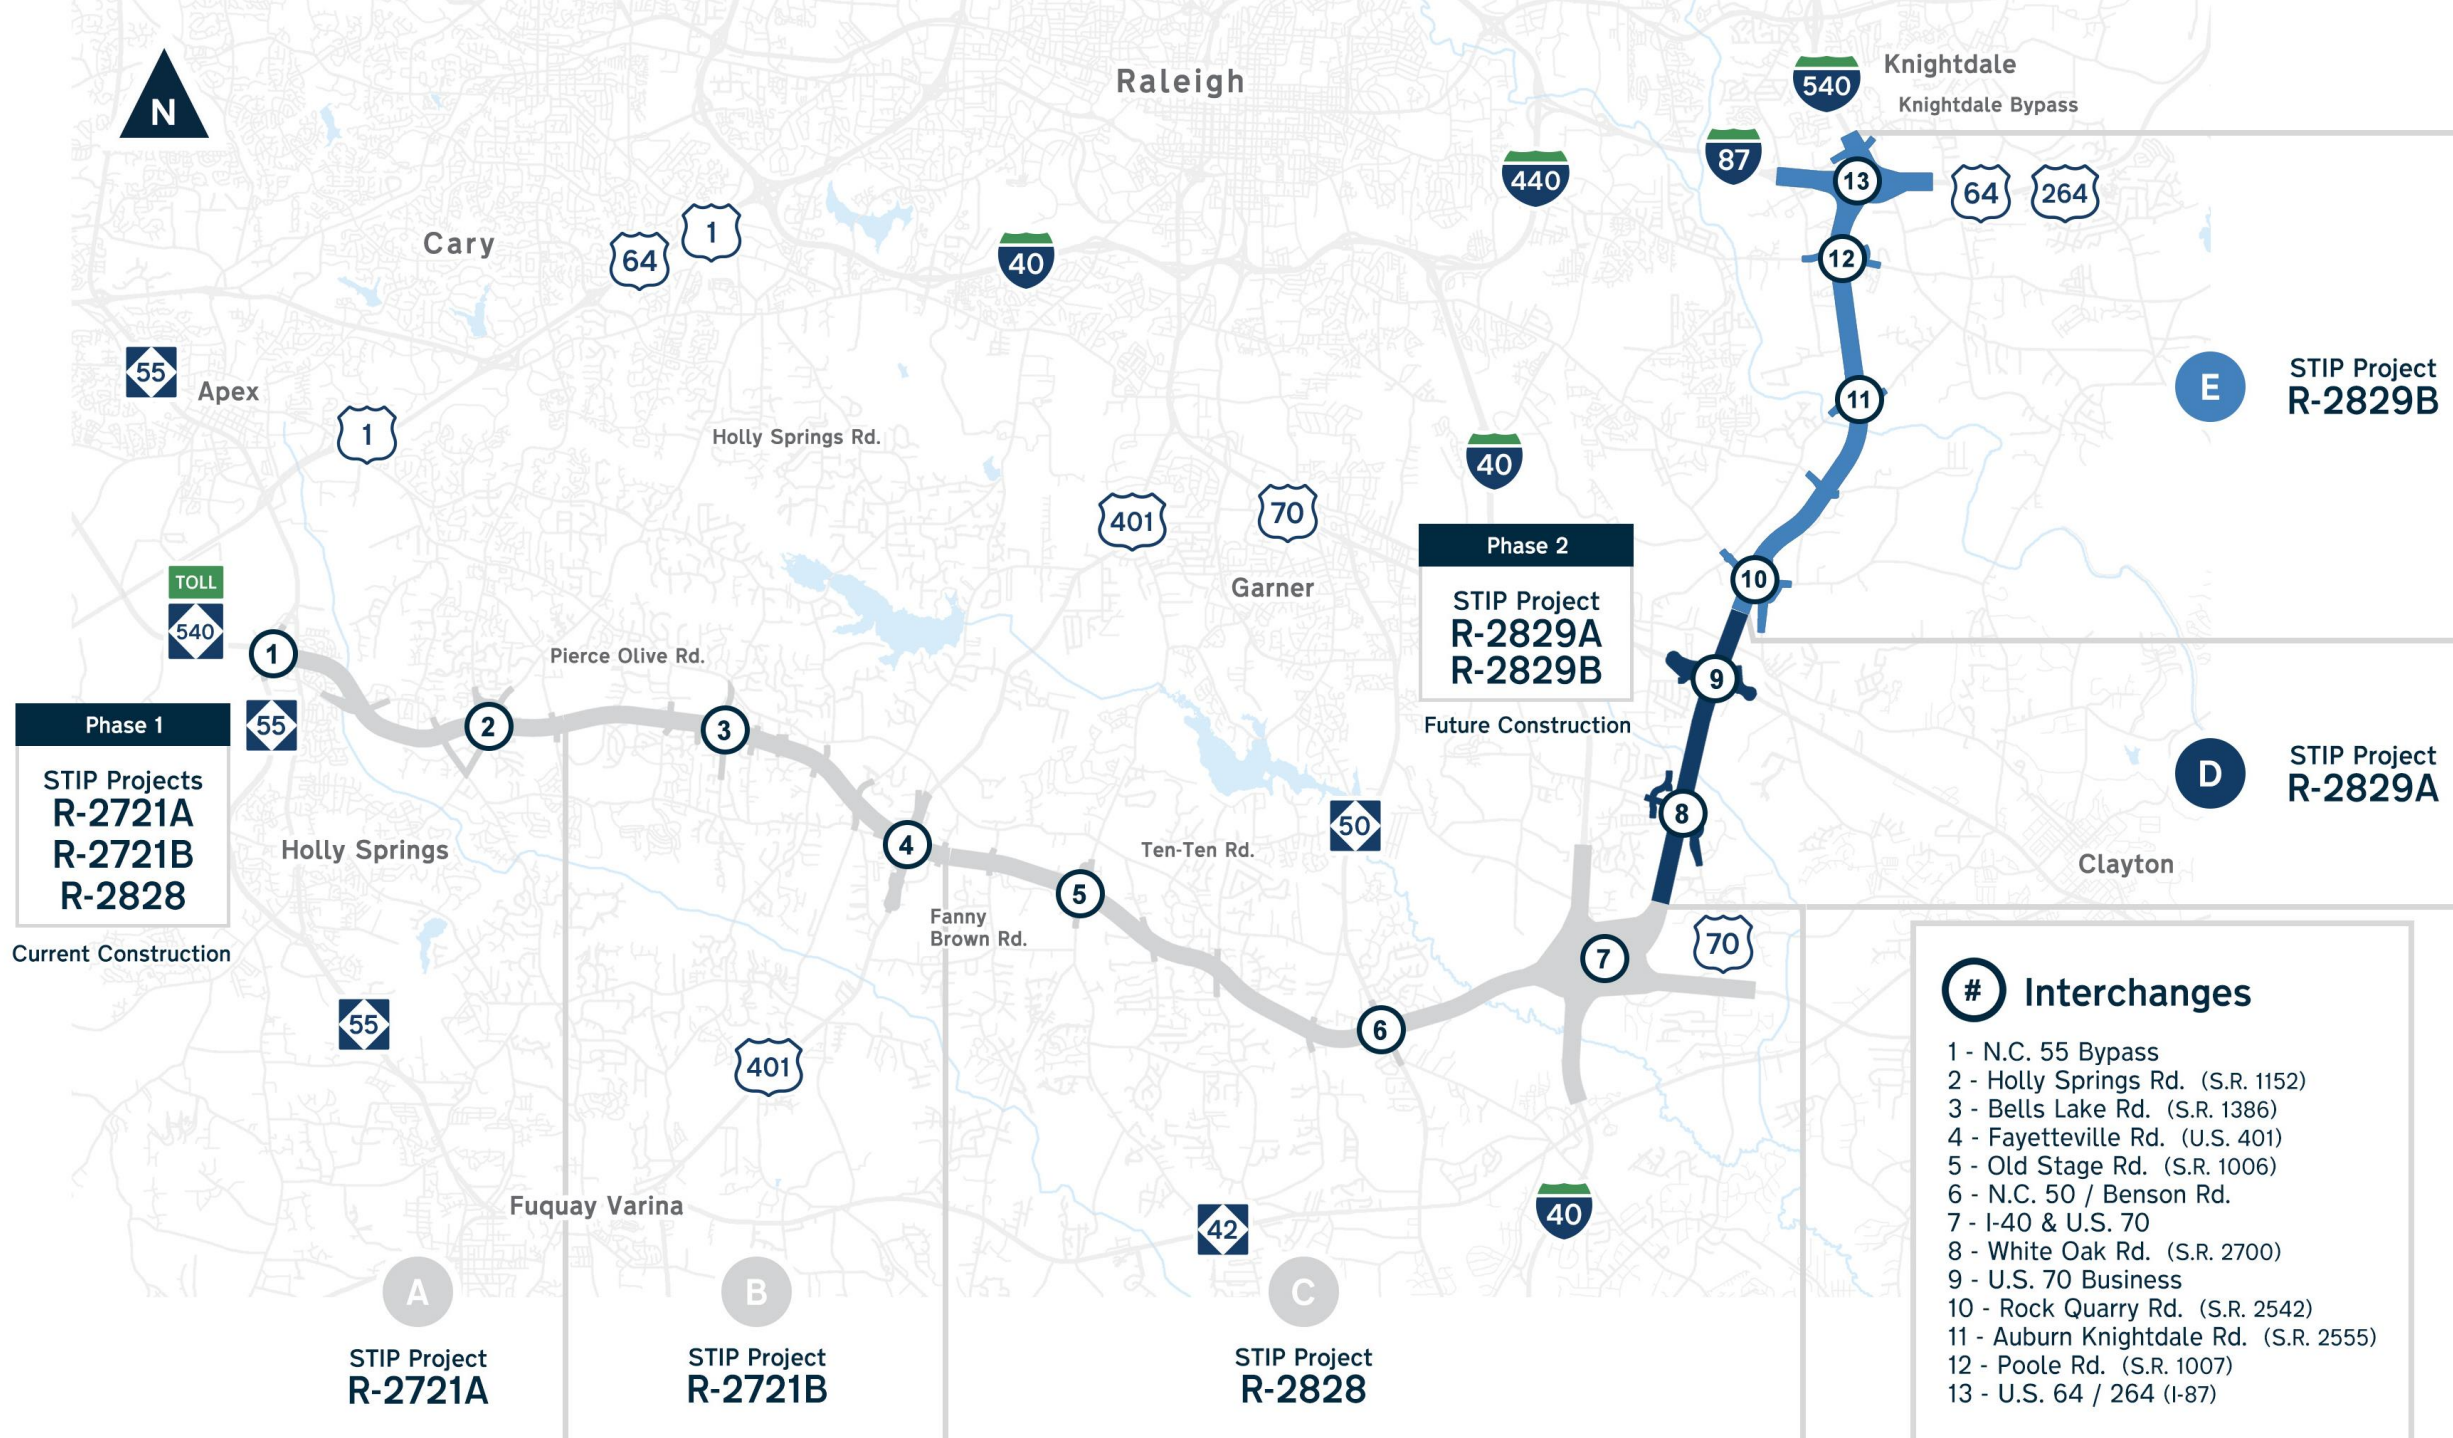 N
Raleigh
540
Knightdale
Knightdale Bypass
87
440
13
64
264
Cary
64
1
40
12
55
Apex
1
Holly Springs Rd.
11
E
STIP Project
R-2829B
40
401
70
Garner
Phase 2
STIP Project
R-2829A
R-2829B
Future Construction
10
TOLL
540
1
Pierce Olive Rd.
9
Phase 1
STIP Projects
R-2721A
R-2721B
R-2828
Current Construction
55
2
3
D
STIP Project
R-2829A
8
Holly Springs
4
Ten-Ten Rd.
50
Clayton
5
Fanny
Brown Rd.
7
70
55
6
401
Fuquay Varina
42
40
A
STIP Project
R-2721A
B
STIP Project
R-2721B
C
STIP Project
R-2828
# Interchanges
1 - N.C. 55 Bypass
2 - Holly Springs Rd. (S.R. 1152)
3 - Bells Lake Rd. (S.R. 1386)
4 - Fayetteville Rd. (U.S. 401)
5 - Old Stage Rd. (S.R. 1006)
6 - N.C. 50 / Benson Rd.
7 - I-40 & U.S. 70
8 - White Oak Rd. (S.R. 2700)
9 - U.S. 70 Business
10 - Rock Quarry Rd. (S.R. 2542)
11 - Auburn Knightdale Rd. (S.R. 2555)
12 - Poole Rd. (S.R. 1007)
13 - U.S. 64 / 264 (I-87)